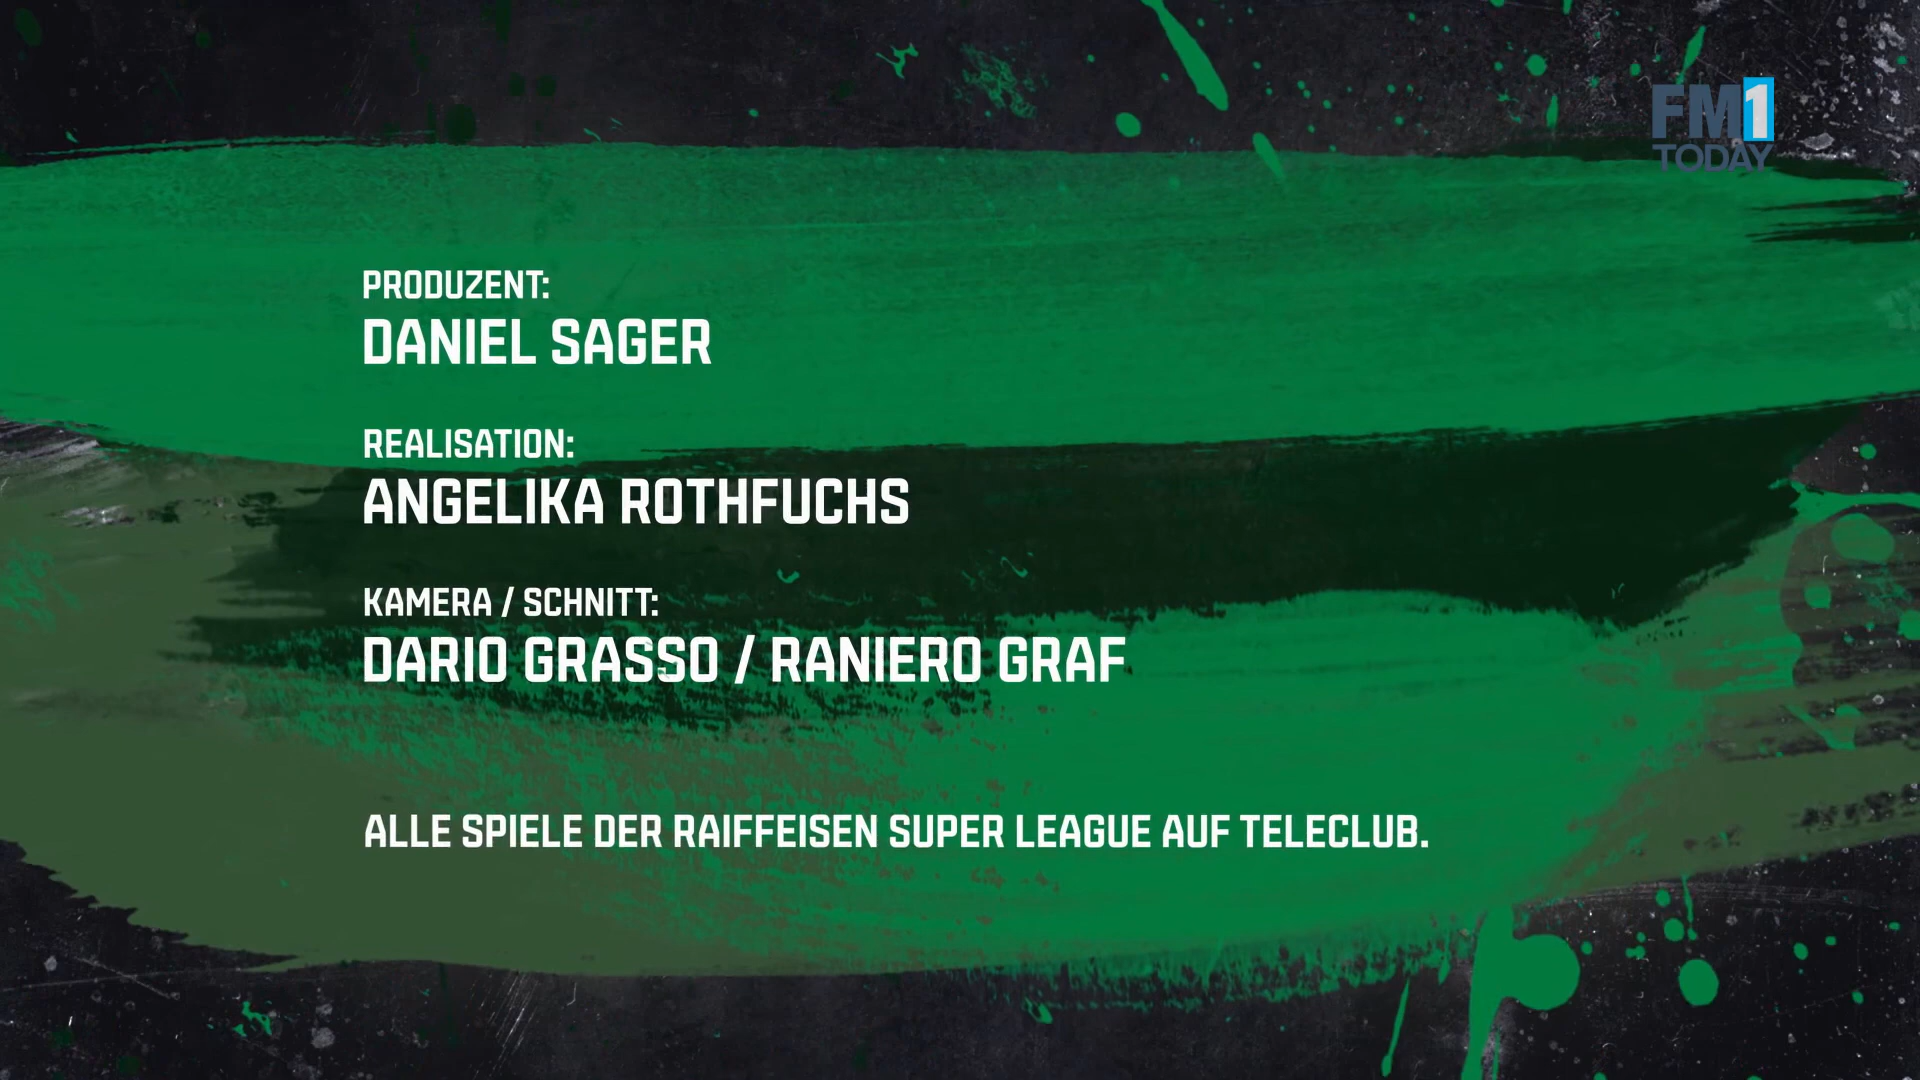 FM1
TODAY
PRODUZENT:
DANIEL SAGER
REALISATION:
ANGELIKA ROTHFUCHS
KAMERA / SCHNITT:
DARIO GRASSO / RANIERO GRAF
ALLE SPIELE DER RAIFFEISEN SUPER LEAGUE AUF TELECLUB.